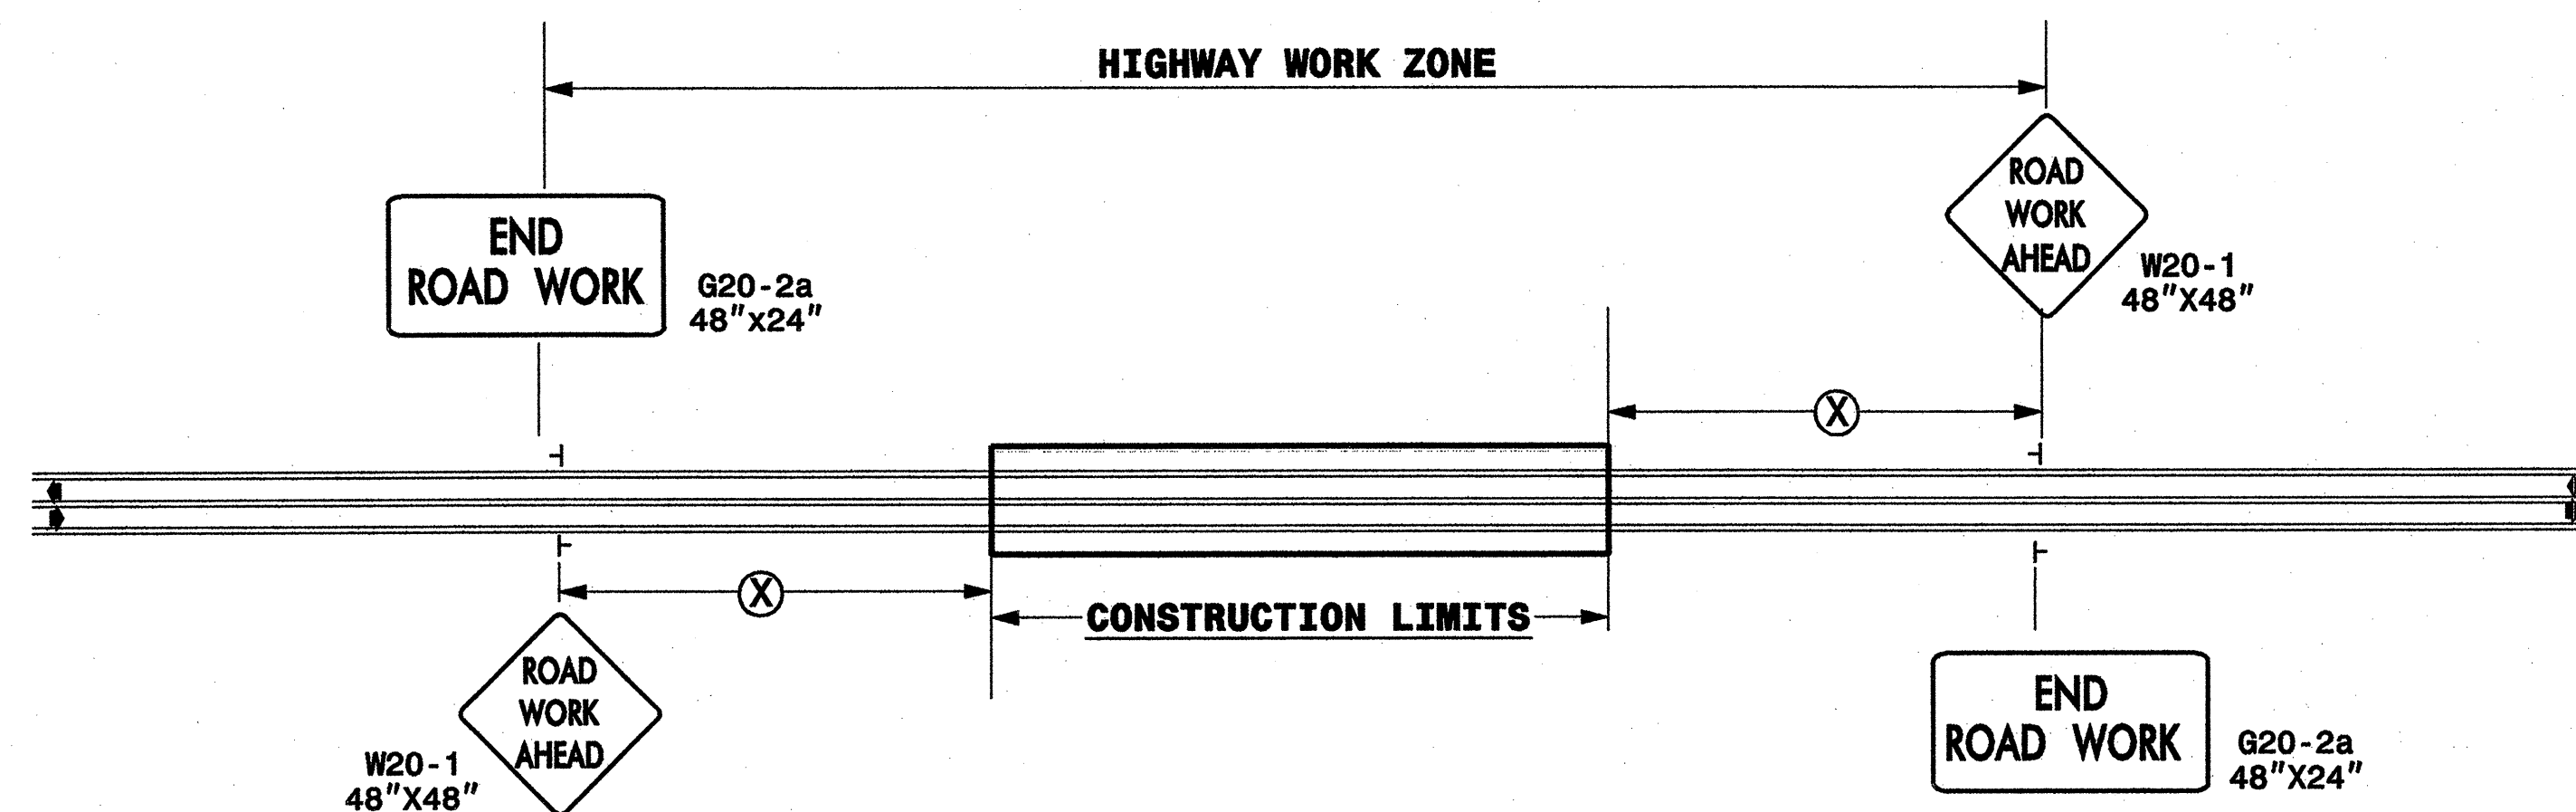 HIGHWAY WORK ZONE
END
ROAD WORK
G20-2a
48"x24"
ROAD
WORK
AHEAD
W20-1
48"X48"
X
X
CONSTRUCTION LIMITS
ROAD
WORK
AHEAD
W20-1
48"X48"
END
ROAD WORK
G20-2a
48"X24"